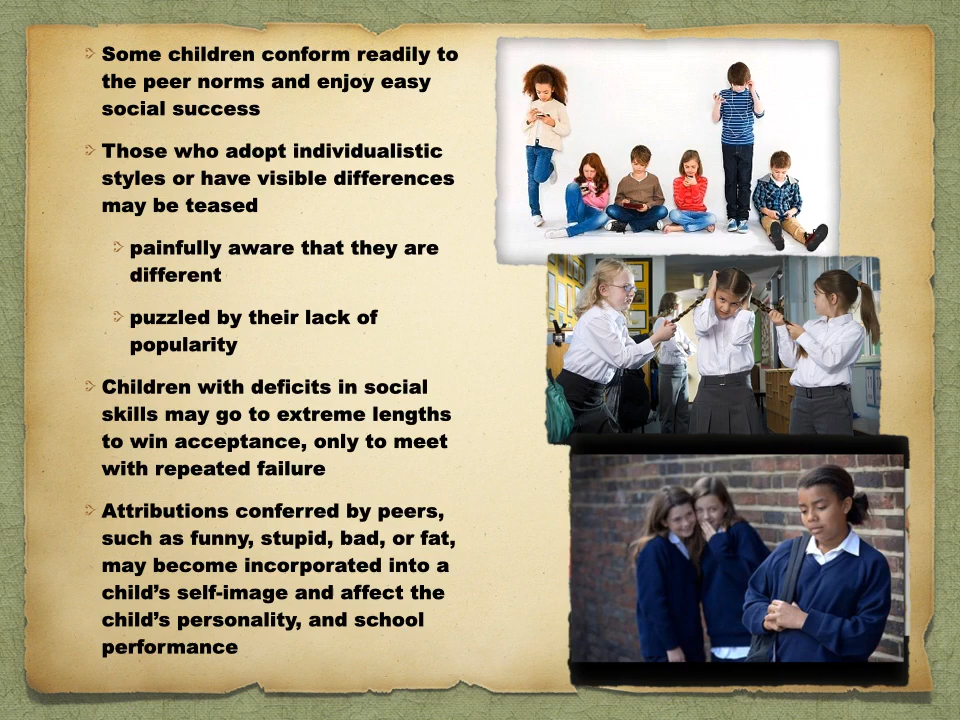 Some children conform readily to
the peer norms and enjoy easy
social success
Those who adopt individualistic
styles or have visible differences
may be teased
painfully aware that they are
different
puzzled by their lack of
popularity
Children with deficits in social
skills may go to extreme lengths
to win acceptance, only to meet
with repeated failure
Attributions conferred by peers,
such as funny, stupid, bad, or fat,
may become incorporated into a
child’s self-image and affect the
child’s personality, and school
performance